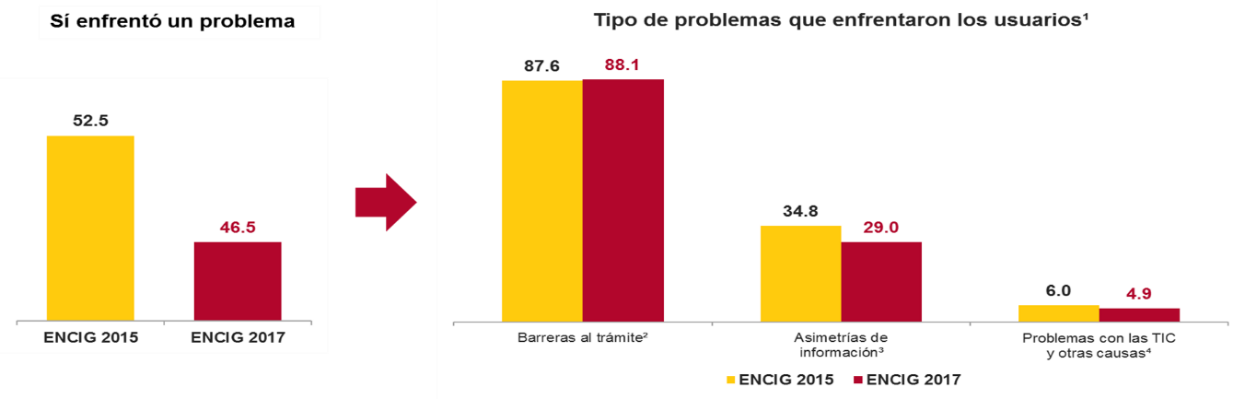 Sí enfrentó un problema
52.5
46.5
ENCIG 2015
ENCIG 2017
Tipo de problemas que enfrentaron los usuarios¹
87.6
88.1
34.8
29.0
6.0
4.9
Barreras al trámite²
Asimetrías de
información³
Problemas con las TIC
y otras causas⁴
ENCIG 2015
ENCIG 2017